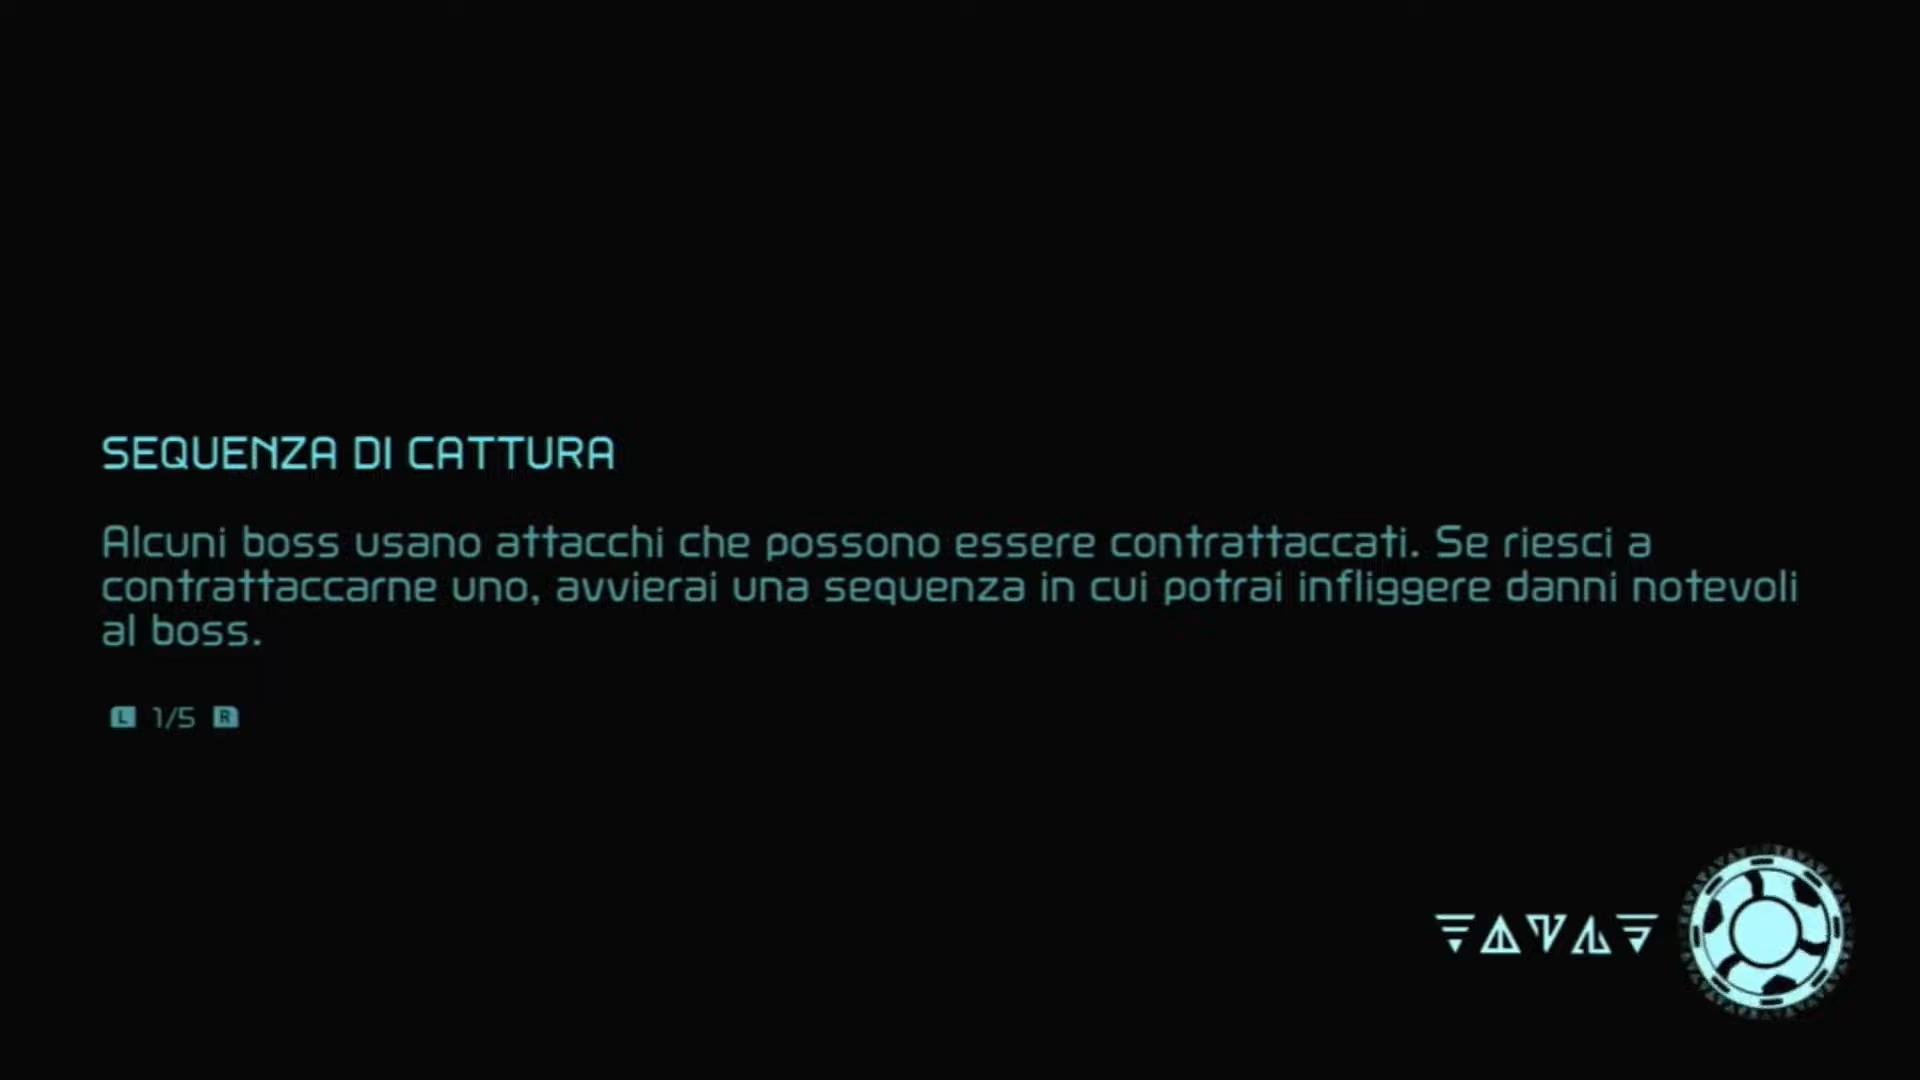 SEQUENZA DI CATTURA
Alcuni boss usano attacchi che possono essere contrattaccati. Se riesci a
contrattaccarne uno, avvierai una sequenza in cui potrai infliggere danni notevoli
al boss.
L 1/5 R